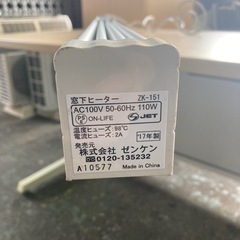 窓下ヒーター ZK-151
AC100V 50-60Hz 110W
PS E ON-LIFE JET
温度ヒューズ:98℃
電流ヒューズ:2A 17年製
発売元
株式会社 ゼンケン
0120-135232
A10577 Made in China